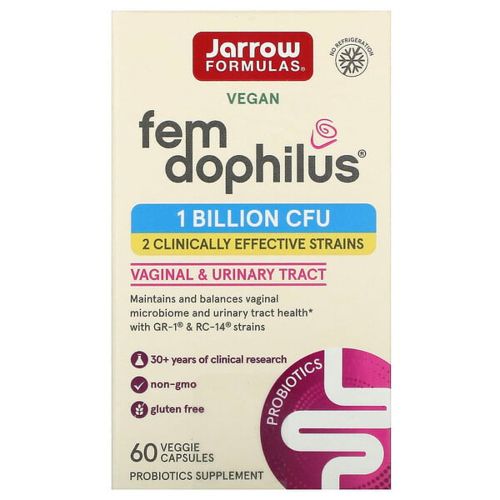 Jarrow
FORMULAS®
NO REFRIGERATION
VEGAN
fem
dophilus®
1 BILLION CFU
2 CLINICALLY EFFECTIVE STRAINS
VAGINAL & URINARY TRACT
Maintains and balances vaginal
microbiome and urinary tract health*
with GR-1® & RC-14® strains
30+ years of clinical research
non-gmo
gluten free
PROBIOTICS
60 VEGGIE
CAPSULES
PROBIOTICS SUPPLEMENT